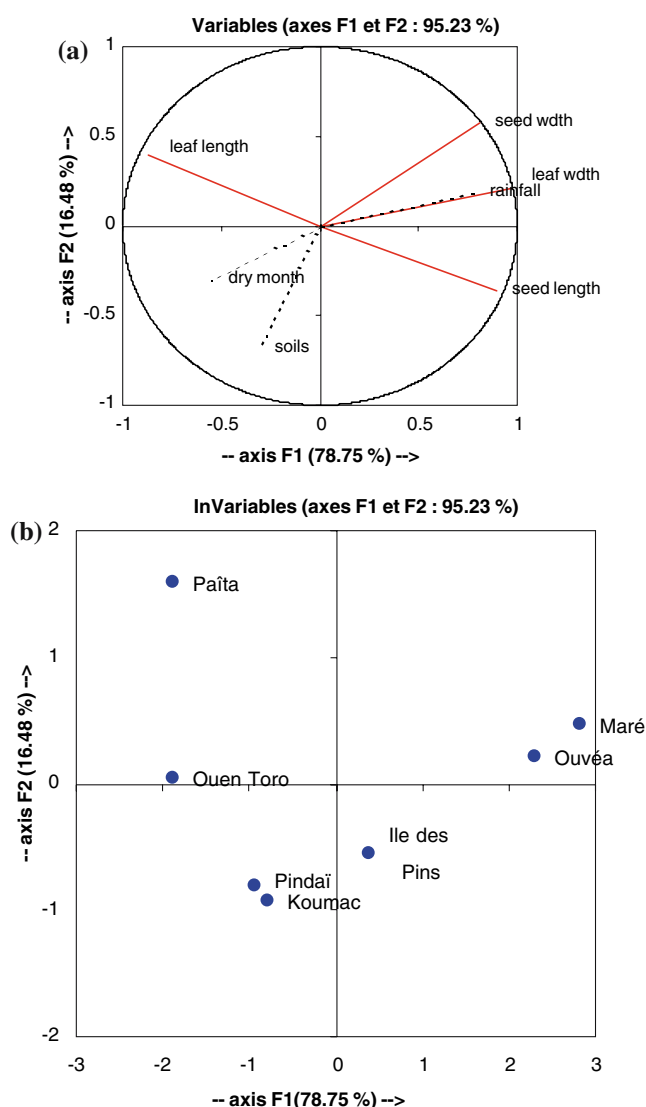 Variables (axes F1 et F2 : 95.23 %)
(a)
1
0.5
0
-0.5
-1
-- axis F2 (16.48 %) -->
seed wdth
leaf length
leaf wdth
rainfall
dry month
seed length
soils
-1
-0.5
0
0.5
1
-- axis F1 (78.75 %) -->
InVariables (axes F1 et F2 : 95.23 %)
(b)
2
1
0
-1
-2
-- axis F2 (16.48 %) -->
Païta
Maré
Ouvéa
Ouen Toro
Ile des
Pins
Pindaï
Koumac
-3
-2
-1
0
1
2
3
-- axis F1(78.75 %) -->